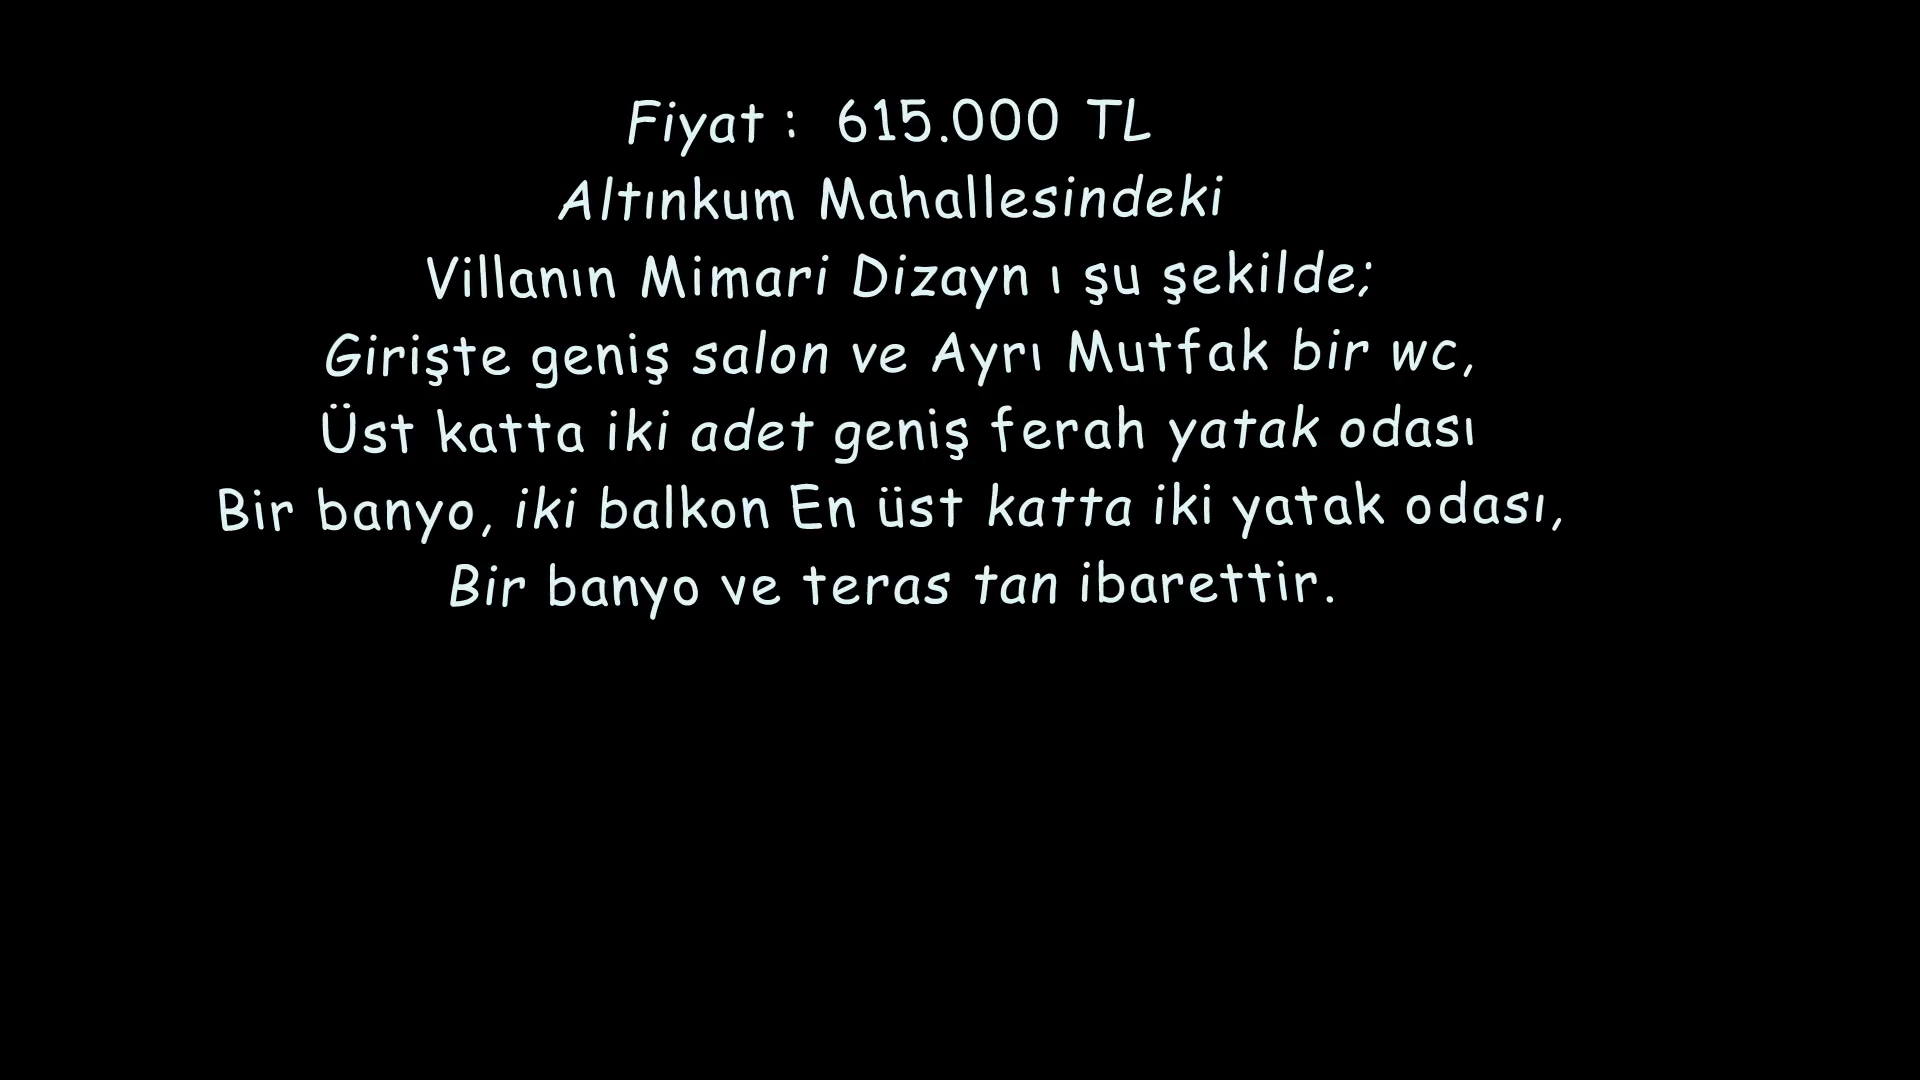 Fiyat :  615.000 TL
Altınkum Mahallesindeki
Villanın Mimari Dizayn ı şu şekilde;
Girişte geniş salon ve Ayrı Mutfak bir wc,
Üst katta iki adet geniş ferah yatak odası
Bir banyo, iki balkon En üst katta iki yatak odası,
Bir banyo ve teras tan ibarettir.